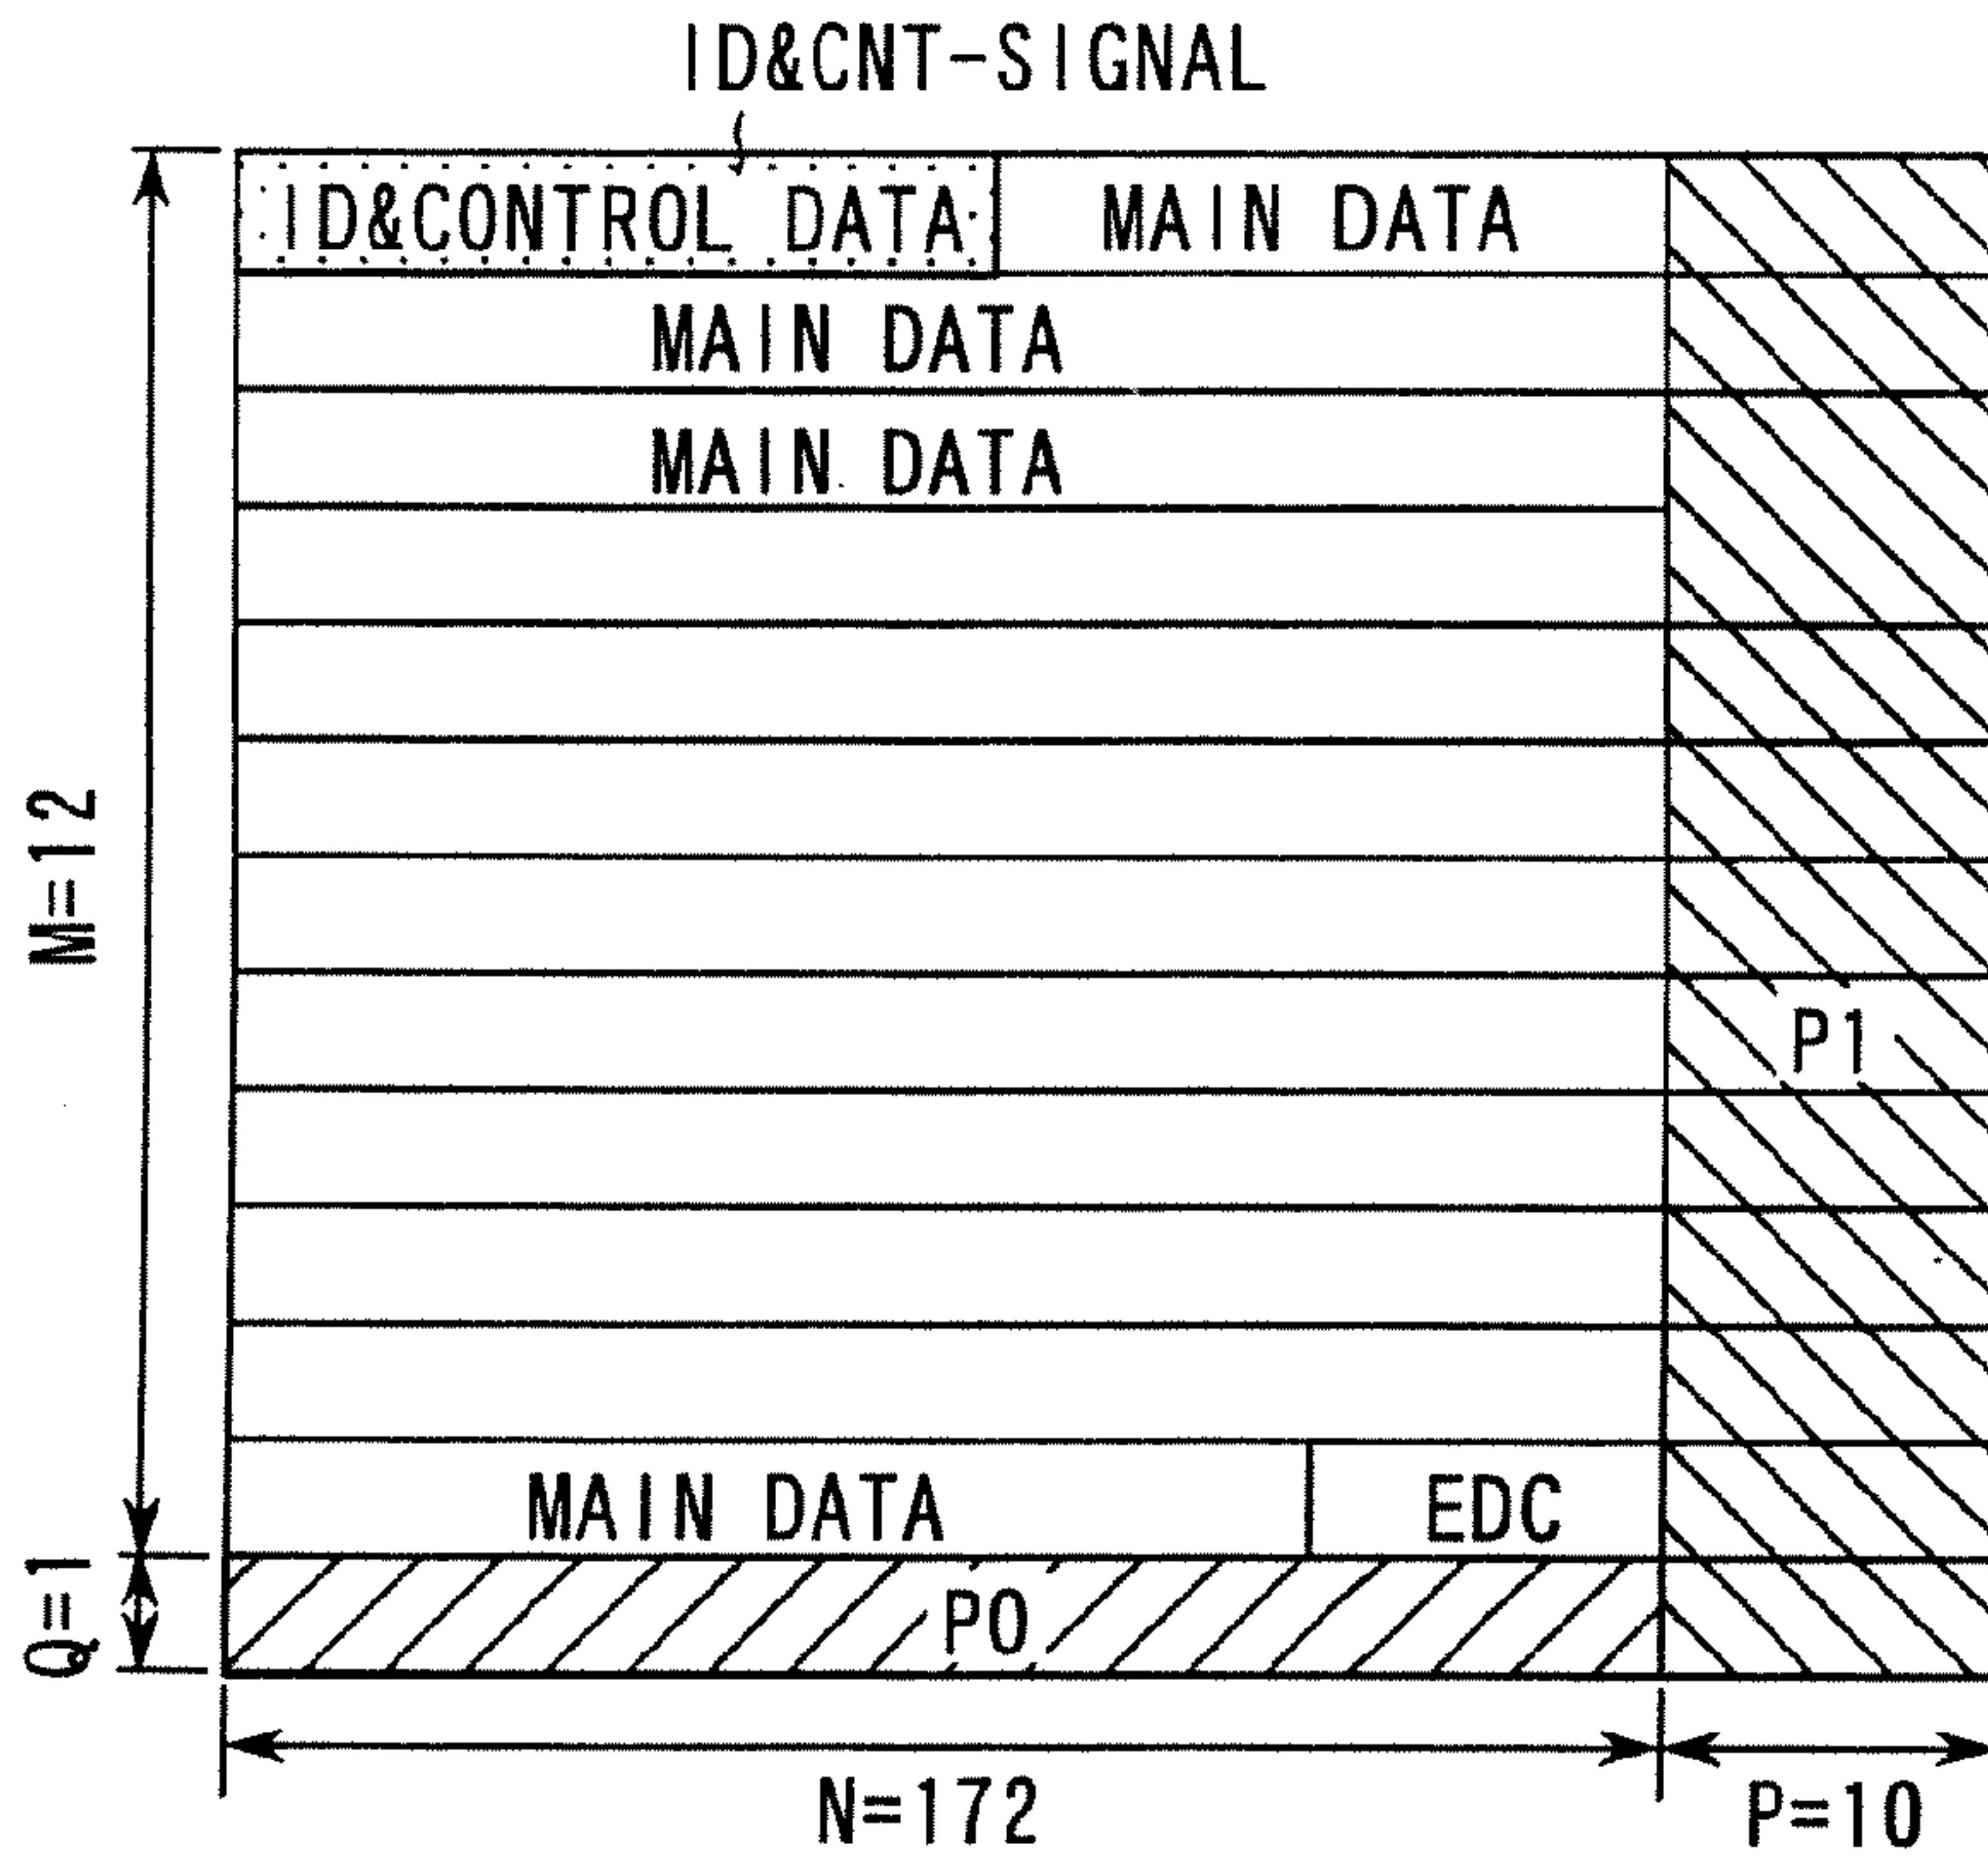 ID&CNT-SIGNAL
ID&CONTROL DATA MAIN DATA
MAIN DATA
MAIN DATA
M=12
P1
MAIN DATA EDC
Q=1
PO
N=172
P=10